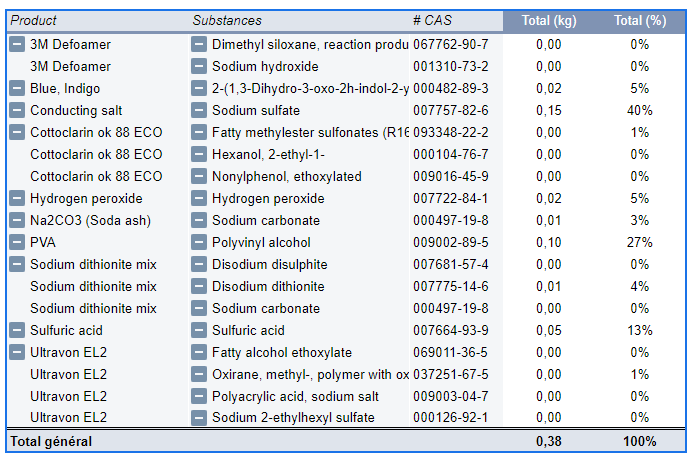 Product Substances # CAS Total (kg) Total (%)
3M Defoamer Dimethyl siloxane, reaction produ 067762-90-7 0,00 0%
3M Defoamer Sodium hydroxide 001310-73-2 0,00 0%
Blue, Indigo 2-(1,3-Dihydro-3-oxo-2h-indol-2-y 000482-89-3 0,02 5%
Conducting salt Sodium sulfate 007757-82-6 0,15 40%
Cottoclarin ok 88 ECO Fatty methylester sulfonates (R16 093348-22-2 0,00 1%
Cottoclarin ok 88 ECO Hexanol, 2-ethyl-1- 000104-76-7 0,00 0%
Cottoclarin ok 88 ECO Nonylphenol, ethoxylated 009016-45-9 0,00 0%
Hydrogen peroxide Hydrogen peroxide 007722-84-1 0,02 5%
Na2CO3 (Soda ash) Sodium carbonate 000497-19-8 0,01 3%
PVA Polyvinyl alcohol 009002-89-5 0,10 27%
Sodium dithionite mix Disodium disulphite 007681-57-4 0,00 0%
Sodium dithionite mix Disodium dithionite 007775-14-6 0,01 4%
Sodium dithionite mix Sodium carbonate 000497-19-8 0,00 0%
Sulfuric acid Sulfuric acid 007664-93-9 0,05 13%
Ultravon EL2 Fatty alcohol ethoxylate 069011-36-5 0,00 0%
Ultravon EL2 Oxirane, methyl-, polymer with ox 037251-67-5 0,00 1%
Ultravon EL2 Polyacrylic acid, sodium salt 009003-04-7 0,00 0%
Ultravon EL2 Sodium 2-ethylhexyl sulfate 000126-92-1 0,00 0%
Total général 0,38 100%